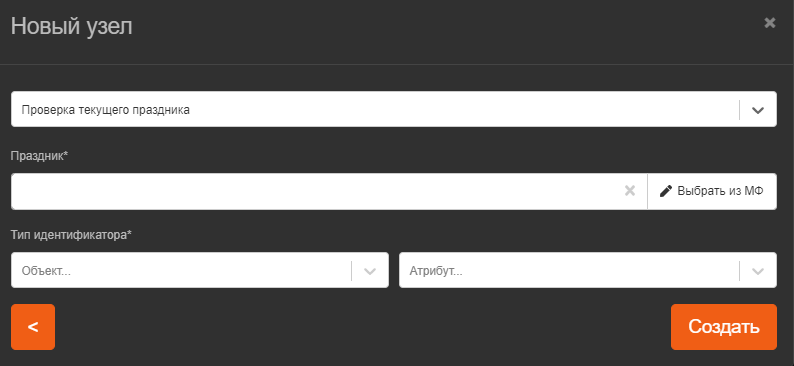 Новый узел
Проверка текущего праздника
Праздник*
Выбрать из МФ
Тип идентификатора*
Объект... Атрибут...
< Создать